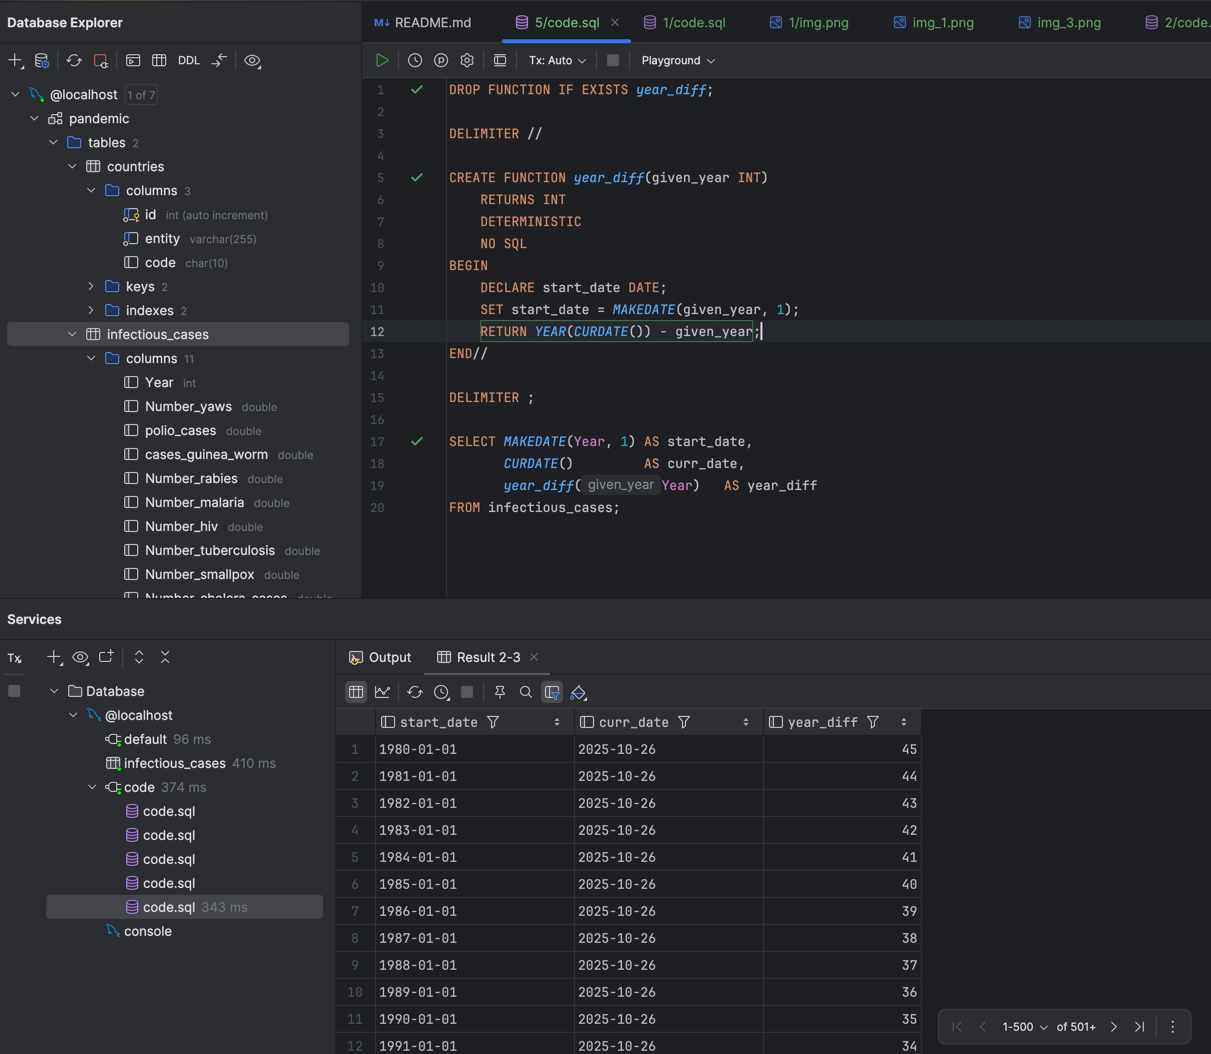 Database Explorer
DDL
@localhost 1 of 7
pandemic
tables 2
countries
columns 3
id int (auto increment)
entity varchar(255)
code char(10)
keys 2
indexes 2
infectious_cases
columns 11
Year int
Number_yaws double
polio_cases double
cases_guinea_worm double
Number_rabies double
Number_malaria double
Number_hiv double
Number_tuberculosis double
Number_smallpox double
Number_cholera_cases double
M↓ README.md
5/code.sql
1/code.sql
1/img.png
img_1.png
img_3.png
2/code.
Tx: Auto
Playground
1 DROP FUNCTION IF EXISTS year_diff;
2
3 DELIMITER //
4
5 CREATE FUNCTION year_diff(given_year INT)
6 RETURNS INT
7 DETERMINISTIC
8 NO SQL
9 BEGIN
10 DECLARE start_date DATE;
11 SET start_date = MAKEDATE(given_year, 1);
12 RETURN YEAR(CURDATE()) - given_year;
13 END//
14
15 DELIMITER ;
16
17 SELECT MAKEDATE(Year, 1) AS start_date,
18 CURDATE() AS curr_date,
19 year_diff( given_year Year) AS year_diff
20 FROM infectious_cases;
Services
Tx
Database
@localhost
default 96 ms
infectious_cases 410 ms
code 374 ms
code.sql
code.sql
code.sql
code.sql
code.sql 343 ms
console
Output
Result 2-3
start_date curr_date year_diff
1 1980-01-01 2025-10-26 45
2 1981-01-01 2025-10-26 44
3 1982-01-01 2025-10-26 43
4 1983-01-01 2025-10-26 42
5 1984-01-01 2025-10-26 41
6 1985-01-01 2025-10-26 40
7 1986-01-01 2025-10-26 39
8 1987-01-01 2025-10-26 38
9 1988-01-01 2025-10-26 37
10 1989-01-01 2025-10-26 36
11 1990-01-01 2025-10-26 35
12 1991-01-01 2025-10-26 34
1-500 of 501+